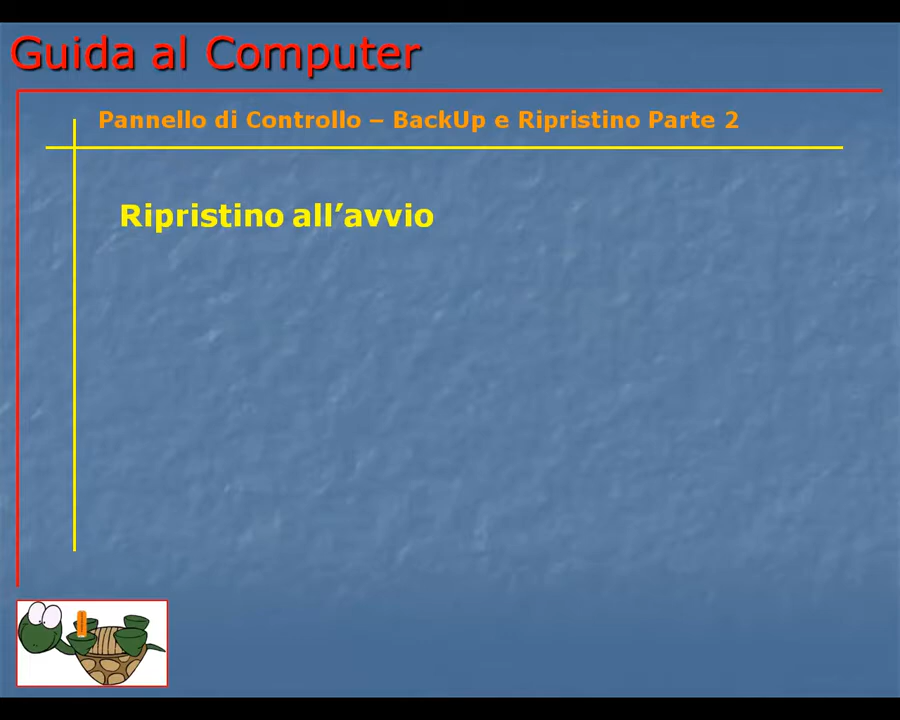 Guida al Computer
Pannello di Controllo – BackUp e Ripristino Parte 2
Ripristino all’avvio